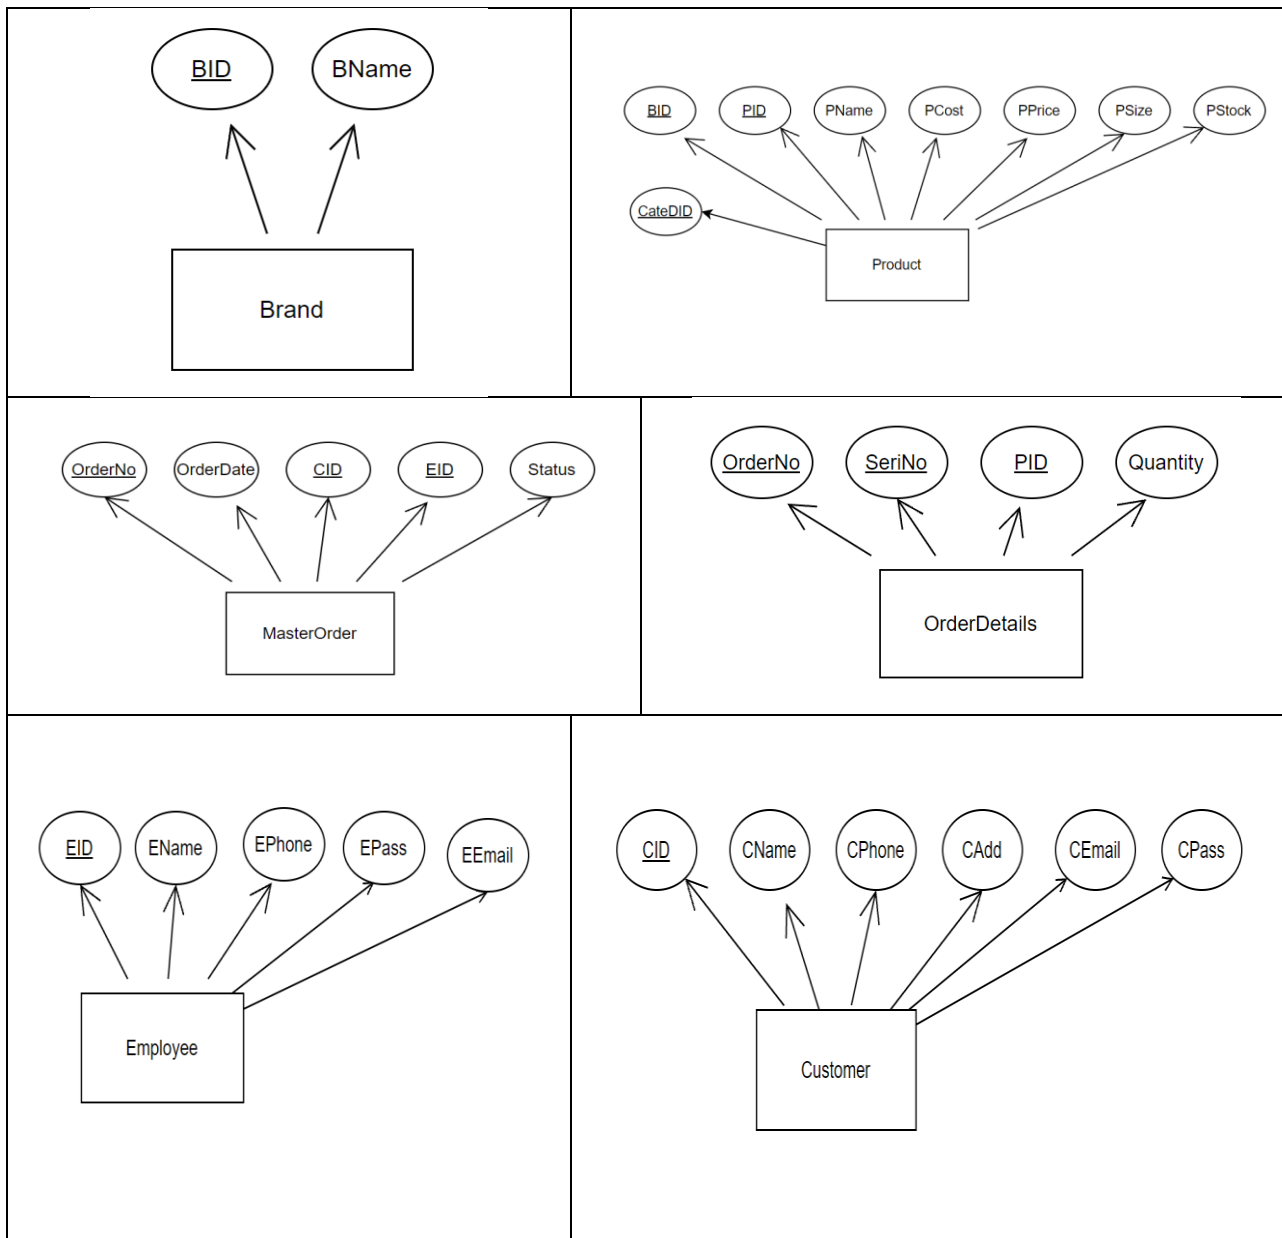 BID BName
Brand
BID PID PName PCost PPrice PSize PStock
CateDID
Product
OrderNo OrderDate CID EID Status
MasterOrder
OrderNo SeriNo PID Quantity
OrderDetails
EID EName EPhone EPass EEmail
Employee
CID CName CPhone CAdd CEmail CPass
Customer